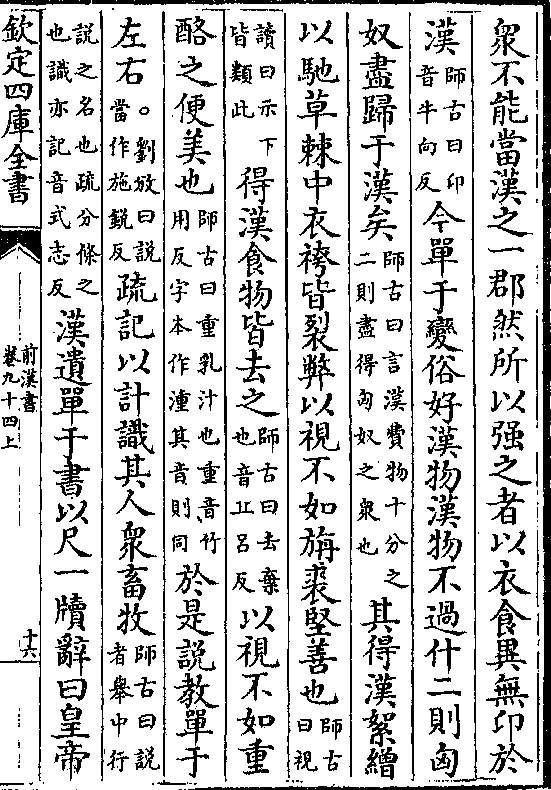 衆不能當漢之一郡然所以强之者以衣食異無卬於
漢師古曰卬音牛向反今單于變俗好漢物漢物不過什二則匈
奴盡歸于漢矣師古曰言漢費物十分之二則盡得匈奴之衆也其得漢絮繒
以馳草棘中衣袴皆裂弊以視不如旃裘堅善也師古曰視
讀曰示下皆類此得漢食物皆去之師古曰去棄也音丘呂反以視不如重
酪之便美也師古曰重乳汁也重音竹用反字本作湩其音則同於是説教單于
左右○劉攽曰説當作施鋭反疏記以計識其人衆畜牧師古曰説者舉中行
説之名也疏分條之也識亦記音式志反漢遺單于書以尺一牘辭曰皇帝
欽定四庫全書
前漢書
卷九十四上
十六